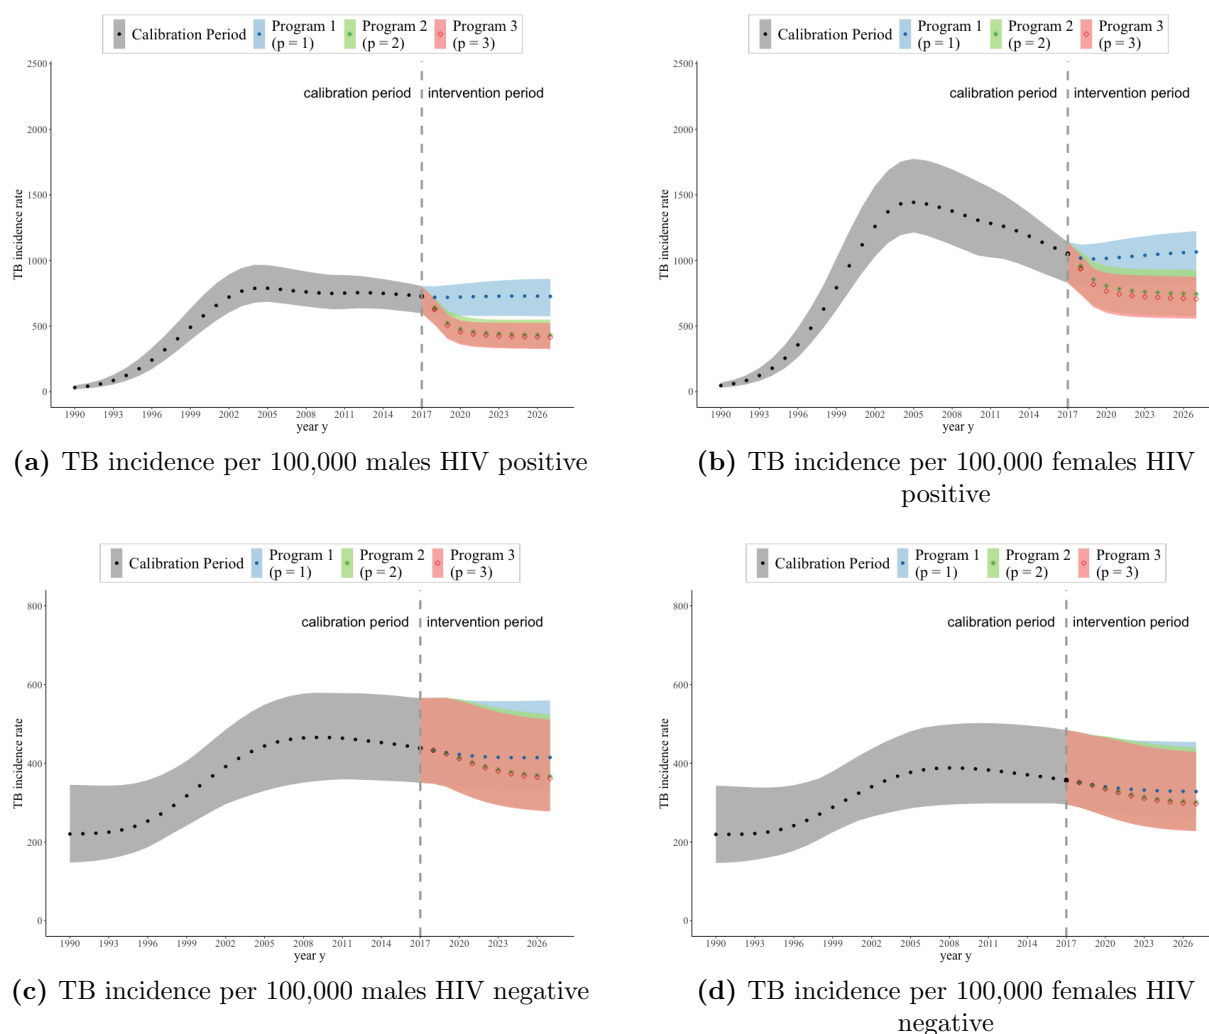 Calibration Period Program 1 (p = 1) Program 2 (p = 2) Program 3 (p = 3)
2500
2000
1500
1000
500
0
TB incidence rate
calibration period intervention period
1990 1993 1996 1999 2002 2005 2008 2011 2014 2017 2020 2023 2026
year y
(a) TB incidence per 100,000 males HIV positive
Calibration Period Program 1 (p = 1) Program 2 (p = 2) Program 3 (p = 3)
2500
2000
1500
1000
500
0
TB incidence rate
calibration period intervention period
1990 1993 1996 1999 2002 2005 2008 2011 2014 2017 2020 2023 2026
year y
(b) TB incidence per 100,000 females HIV
positive
Calibration Period Program 1 (p = 1) Program 2 (p = 2) Program 3 (p = 3)
800
600
400
200
0
TB incidence rate
calibration period intervention period
1990 1993 1996 1999 2002 2005 2008 2011 2014 2017 2020 2023 2026
year y
(c) TB incidence per 100,000 males HIV negative
Calibration Period Program 1 (p = 1) Program 2 (p = 2) Program 3 (p = 3)
800
600
400
200
0
TB incidence rate
calibration period intervention period
1990 1993 1996 1999 2002 2005 2008 2011 2014 2017 2020 2023 2026
year y
(d) TB incidence per 100,000 females HIV
negative